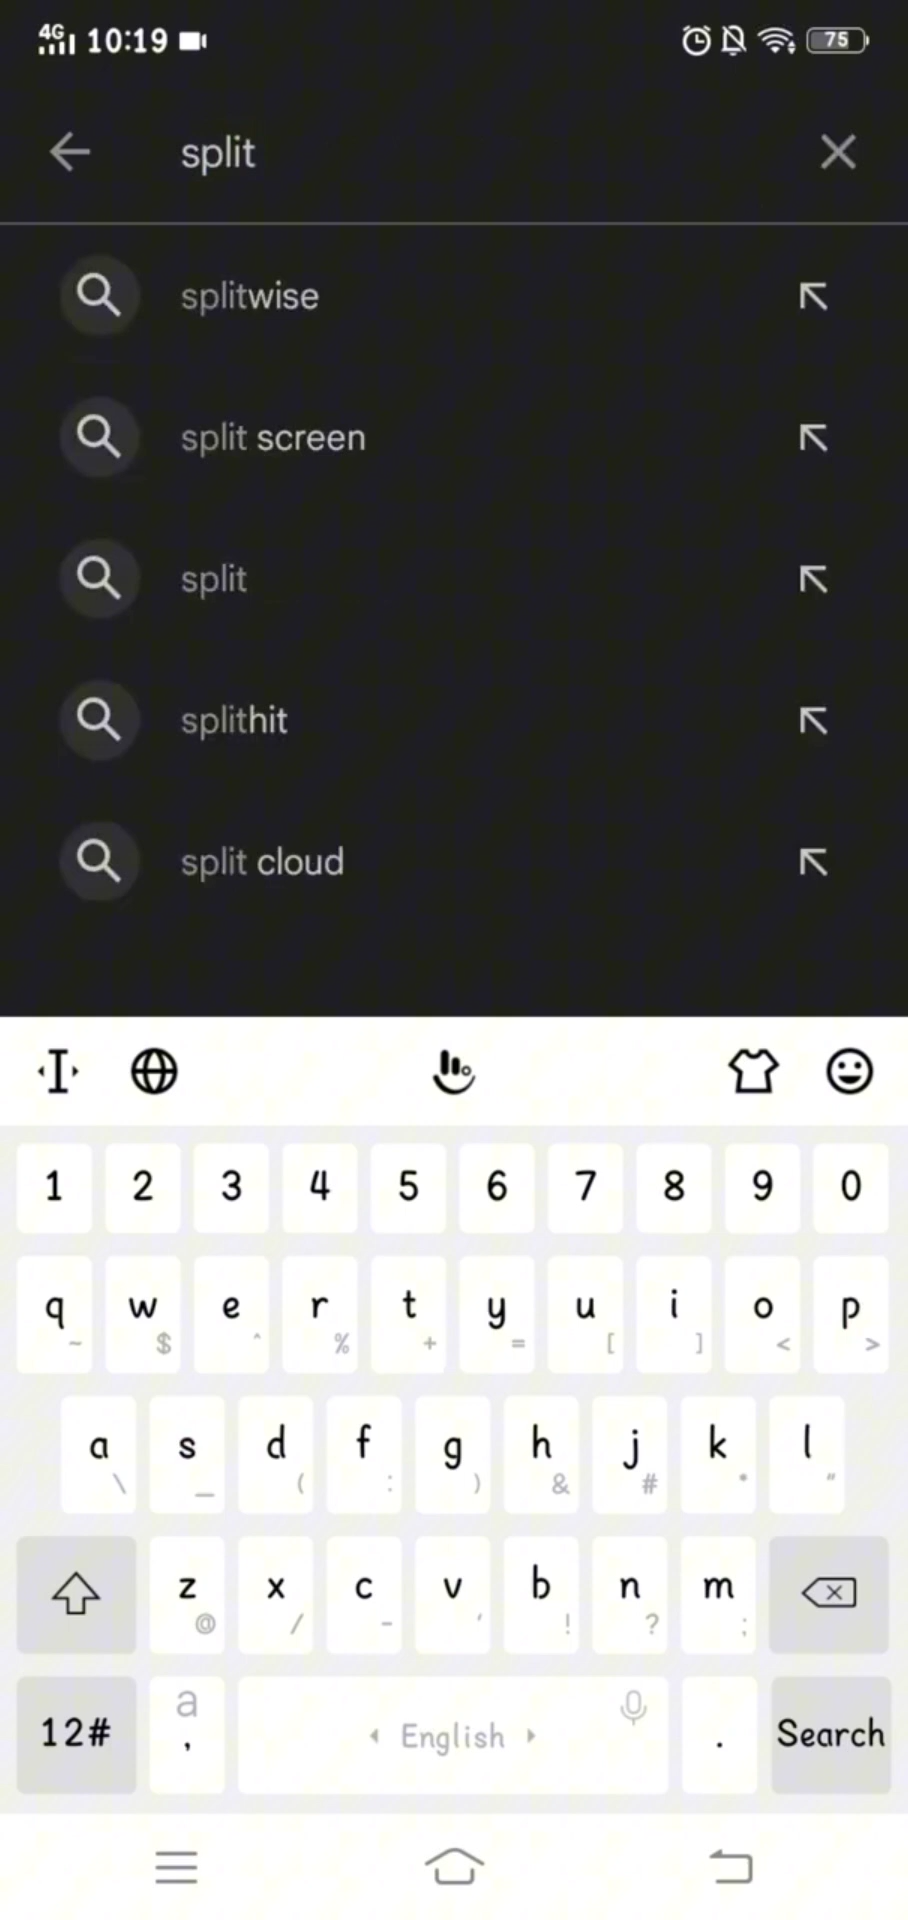 4G 10:19 75
split
splitwise
split screen
split
splithit
split cloud
1 2 3 4 5 6 7 8 9 0
q w e r t y u i o p
~ $ ^ % + = [ ] < >
a s d f g h j k l
\ _ ( : ) & # * "
z x c v b n m
@ / - ' ! ? ;
12# a , English . Search